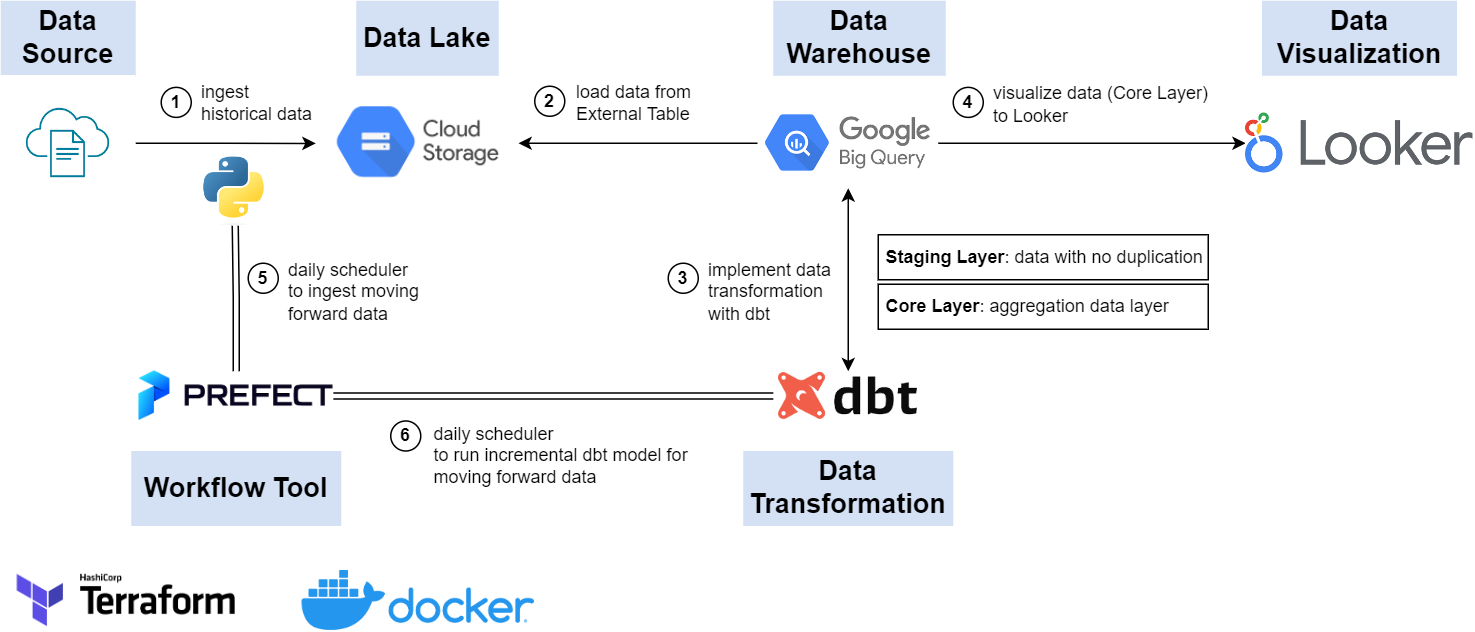 Data
Source
Data Lake
Data
Warehouse
Data
Visualization
1
ingest
historical data
2
load data from
External Table
4
visualize data (Core Layer)
to Looker
Cloud
Storage
Google
Big Query
Looker
5
daily scheduler
to ingest moving
forward data
3
implement data
transformation
with dbt
Staging Layer: data with no duplication
Core Layer: aggregation data layer
PREFECT
dbt
6
daily scheduler
to run incremental dbt model for
moving forward data
Workflow Tool
Data
Transformation
HashiCorp
Terraform
docker